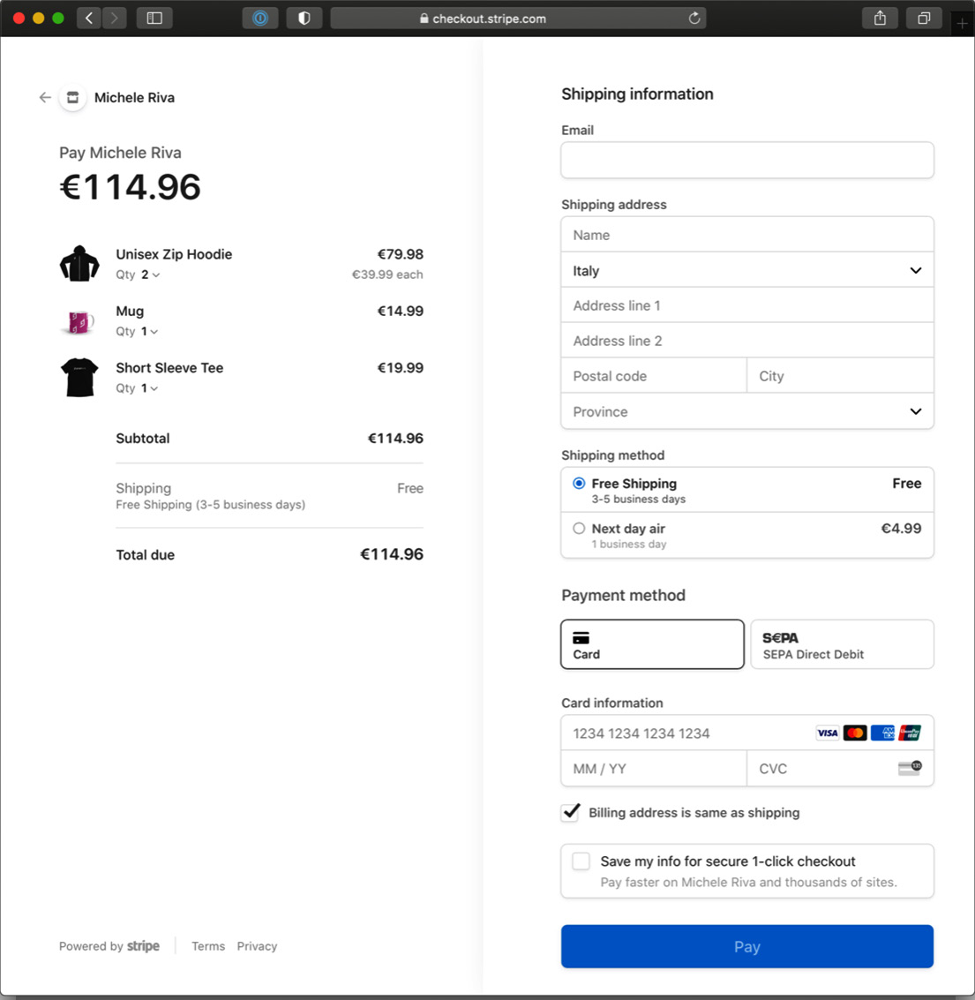 checkout.stripe.com
Michele Riva
Pay Michele Riva
€114.96
Unisex Zip Hoodie €79.98
Qty 2 €39.99 each
Mug €14.99
Qty 1
Short Sleeve Tee €19.99
Qty 1
Subtotal €114.96
Shipping Free
Free Shipping (3-5 business days)
Total due €114.96
Powered by stripe Terms Privacy
Shipping information
Email
Shipping address
Name
Italy
Address line 1
Address line 2
Postal code City
Province
Shipping method
Free Shipping Free
3-5 business days
Next day air €4.99
1 business day
Payment method
Card
S€PA
SEPA Direct Debit
Card information
1234 1234 1234 1234 VISA
MM / YY CVC 135
Billing address is same as shipping
Save my info for secure 1-click checkout
Pay faster on Michele Riva and thousands of sites.
Pay